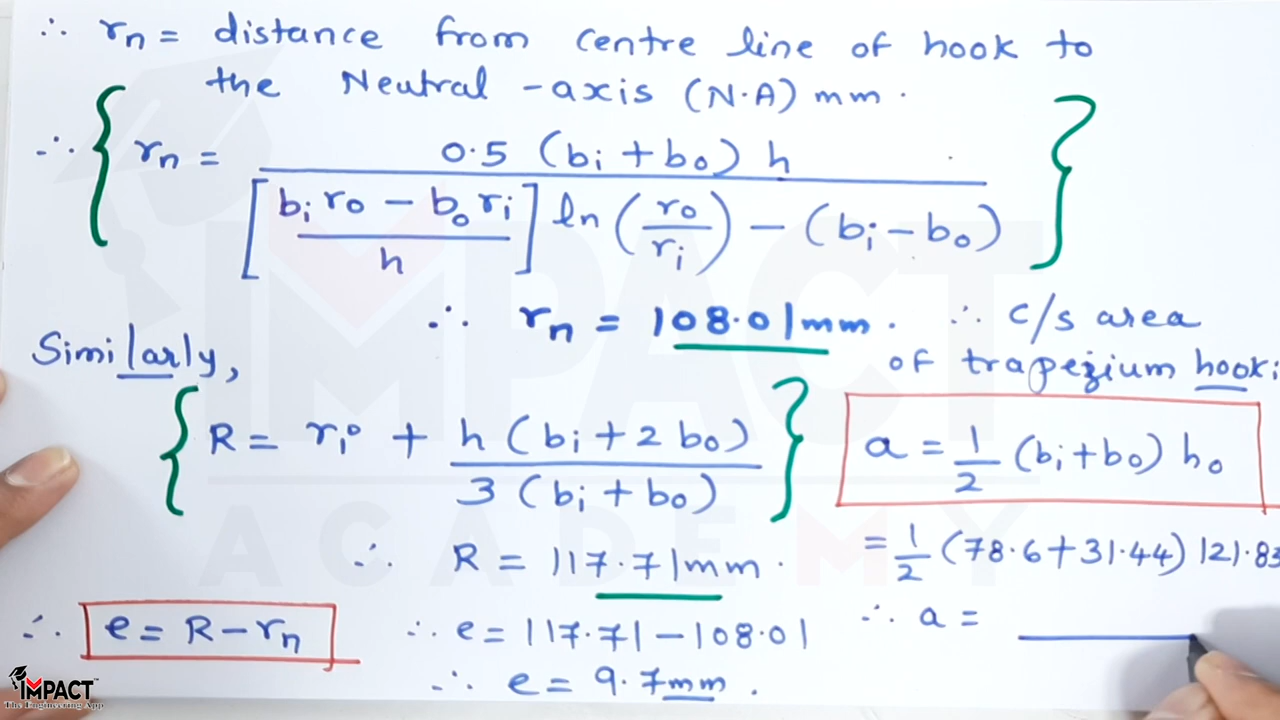 ∴ rn = distance from centre line of hook to
the Neutral -axis (N.A) mm.
∴ { rn = 0.5 (bi + bo) h / [ (bi ro - bo ri) / h ] ln (ro / ri) - (bi - bo) }
∴ rn = 108.01mm.
Similarly,
{ R = ri + h (bi + 2 bo) / 3 (bi + bo) }
∴ R = 117.71mm.
∴ e = R - rn
∴ e = 117.71 - 108.01
∴ e = 9.7mm.
∴ c/s area
of trapezium hook:
a = 1/2 (bi + bo) ho
= 1/2 (78.6 + 31.44) 121.83
∴ a =
IMPACT
ACADEMY
IMPACT
The Engineering App